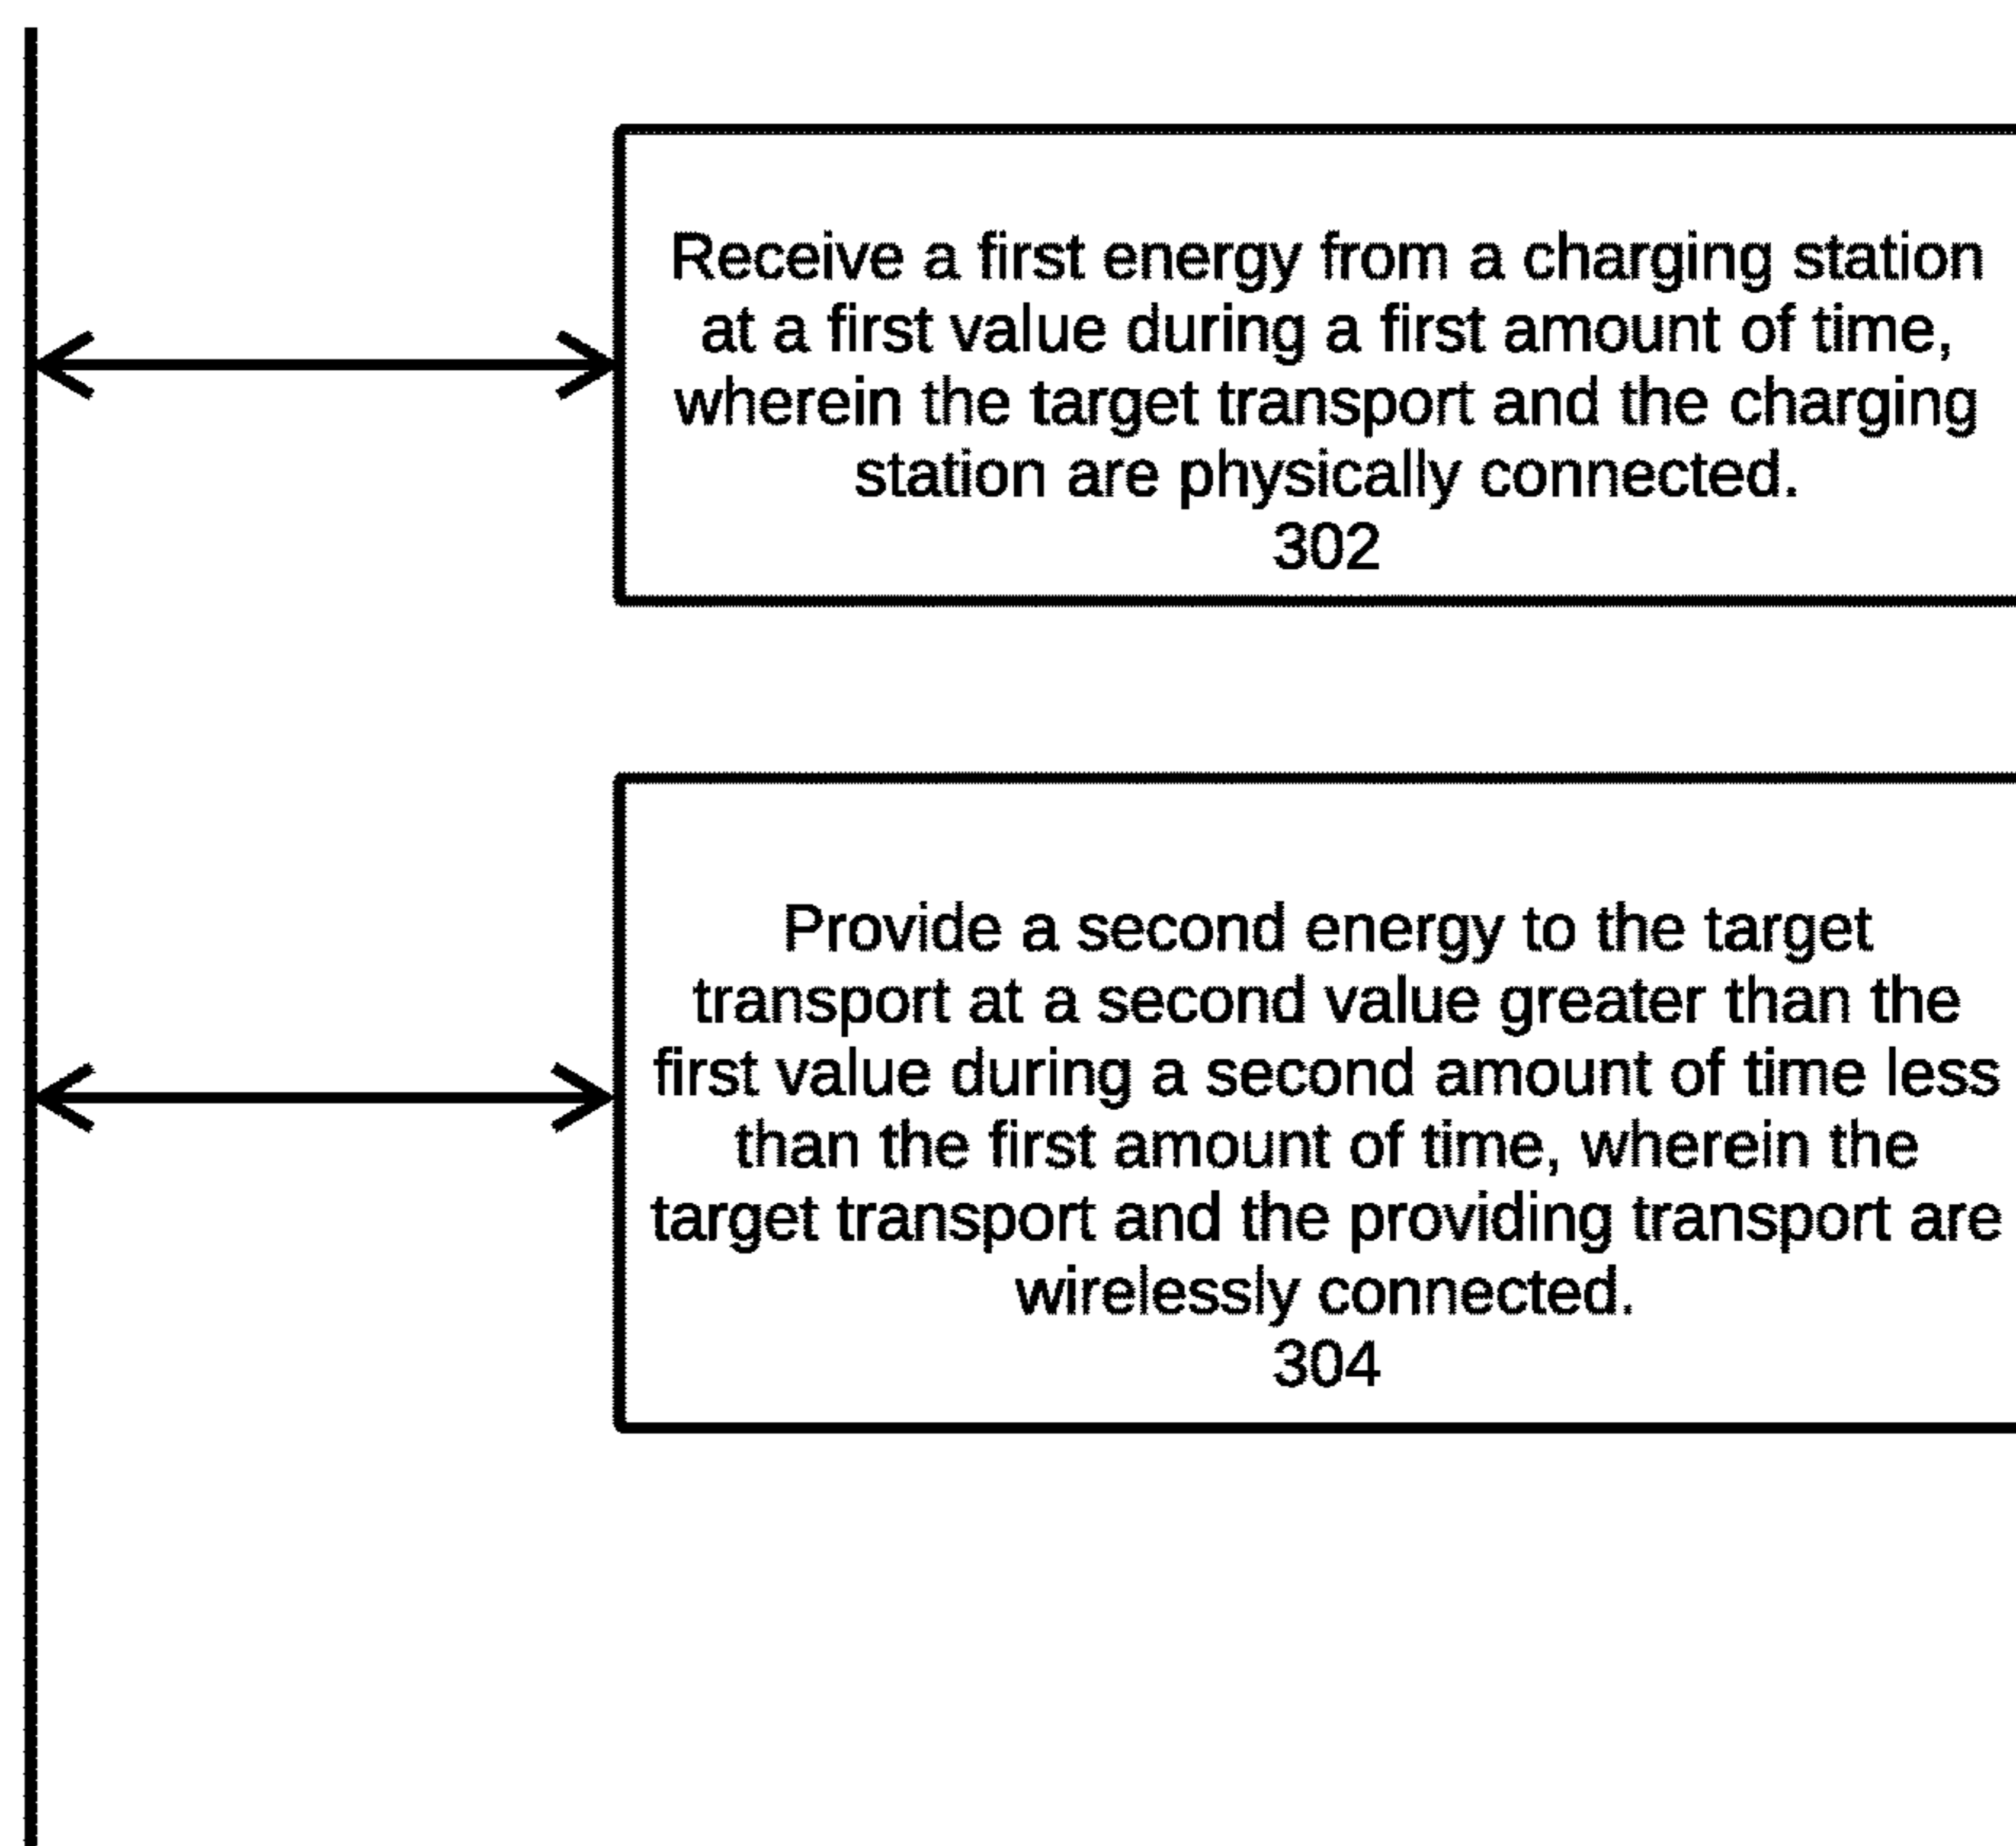 Receive a first energy from a charging station
at a first value during a first amount of time,
wherein the target transport and the charging
station are physically connected.
302
Provide a second energy to the target
transport at a second value greater than the
first value during a second amount of time less
than the first amount of time, wherein the
target transport and the providing transport are
wirelessly connected.
304